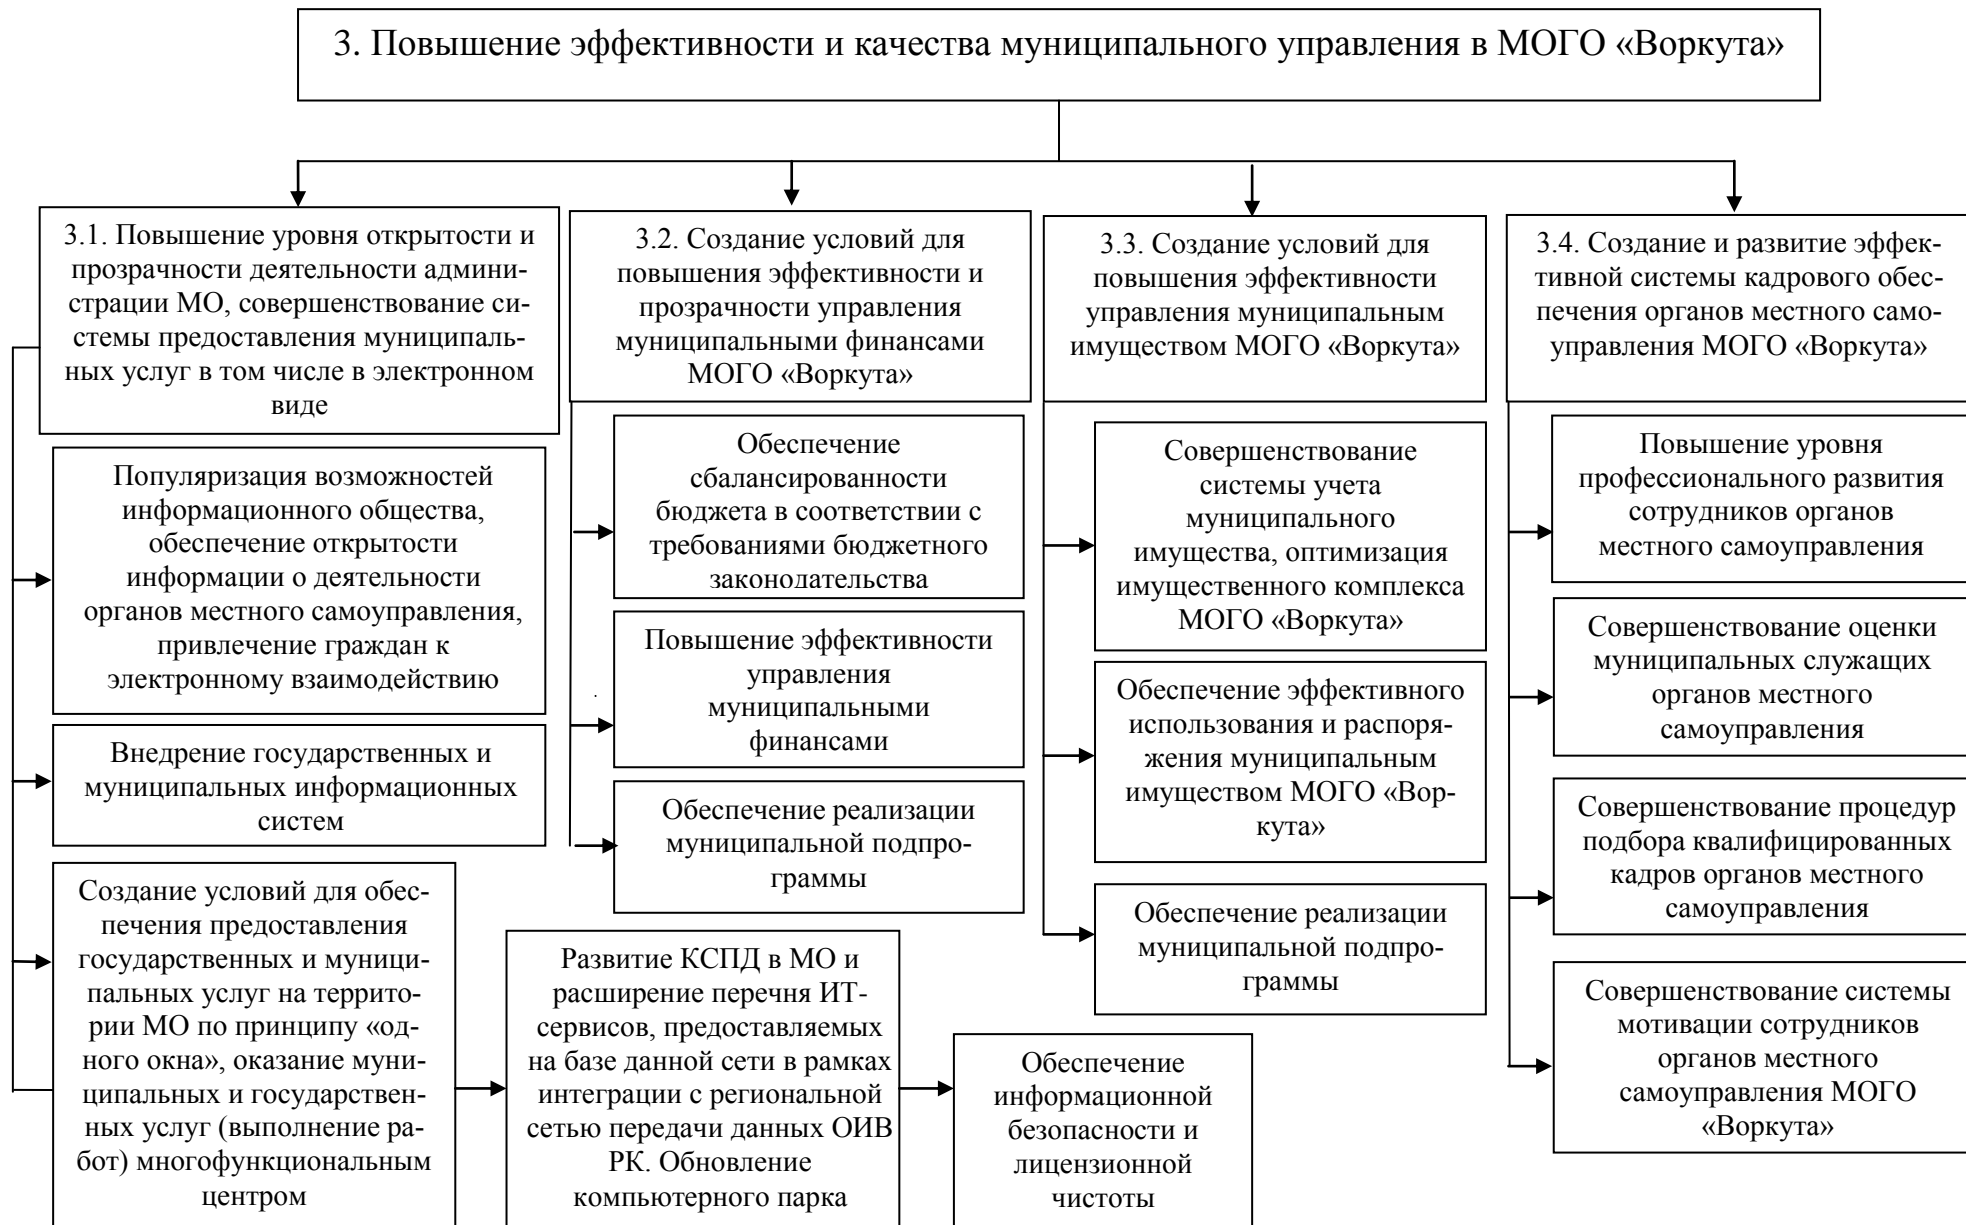 3. Повышение эффективности и качества муниципального управления в МОГО «Воркута»
3.1. Повышение уровня открытости и
прозрачности деятельности админи-
страции МО, совершенствование си-
стемы предоставления муниципаль-
ных услуг в том числе в электронном
виде
Популяризация возможностей
информационного общества,
обеспечение открытости
информации о деятельности
органов местного самоуправления,
привлечение граждан к
электронному взаимодействию
Внедрение государственных и
муниципальных информационных
систем
Создание условий для обес-
печения предоставления
государственных и муници-
пальных услуг на террито-
рии МО по принципу «од-
ного окна», оказание муни-
ципальных и государствен-
ных услуг (выполнение ра-
бот) многофункциональным
центром
Развитие КСПД в МО и
расширение перечня ИТ-
сервисов, предоставляемых
на базе данной сети в рамках
интеграции с региональной
сетью передачи данных ОИВ
РК. Обновление
компьютерного парка
Обеспечение
информационной
безопасности и
лицензионной
чистоты
3.2. Создание условий для
повышения эффективности и
прозрачности управления
муниципальными финансами
МОГО «Воркута»
Обеспечение
сбалансированности
бюджета в соответствии с
требованиями бюджетного
законодательства
Повышение эффективности
управления
муниципальными
финансами
Обеспечение реализации
муниципальной подпро-
граммы
3.3. Создание условий для
повышения эффективности
управления муниципальным
имуществом МОГО «Воркута»
Совершенствование
системы учета
муниципального
имущества, оптимизация
имущественного комплекса
МОГО «Воркута»
Обеспечение эффективного
использования и распоря-
жения муниципальным
имуществом МОГО «Вор-
кута»
Обеспечение реализации
муниципальной подпро-
граммы
3.4. Создание и развитие эффек-
тивной системы кадрового обес-
печения органов местного само-
управления МОГО «Воркута»
Повышение уровня
профессионального развития
сотрудников органов
местного самоуправления
Совершенствование оценки
муниципальных служащих
органов местного
самоуправления
Совершенствование процедур
подбора квалифицированных
кадров органов местного
самоуправления
Совершенствование системы
мотивации сотрудников
органов местного
самоуправления МОГО
«Воркута»